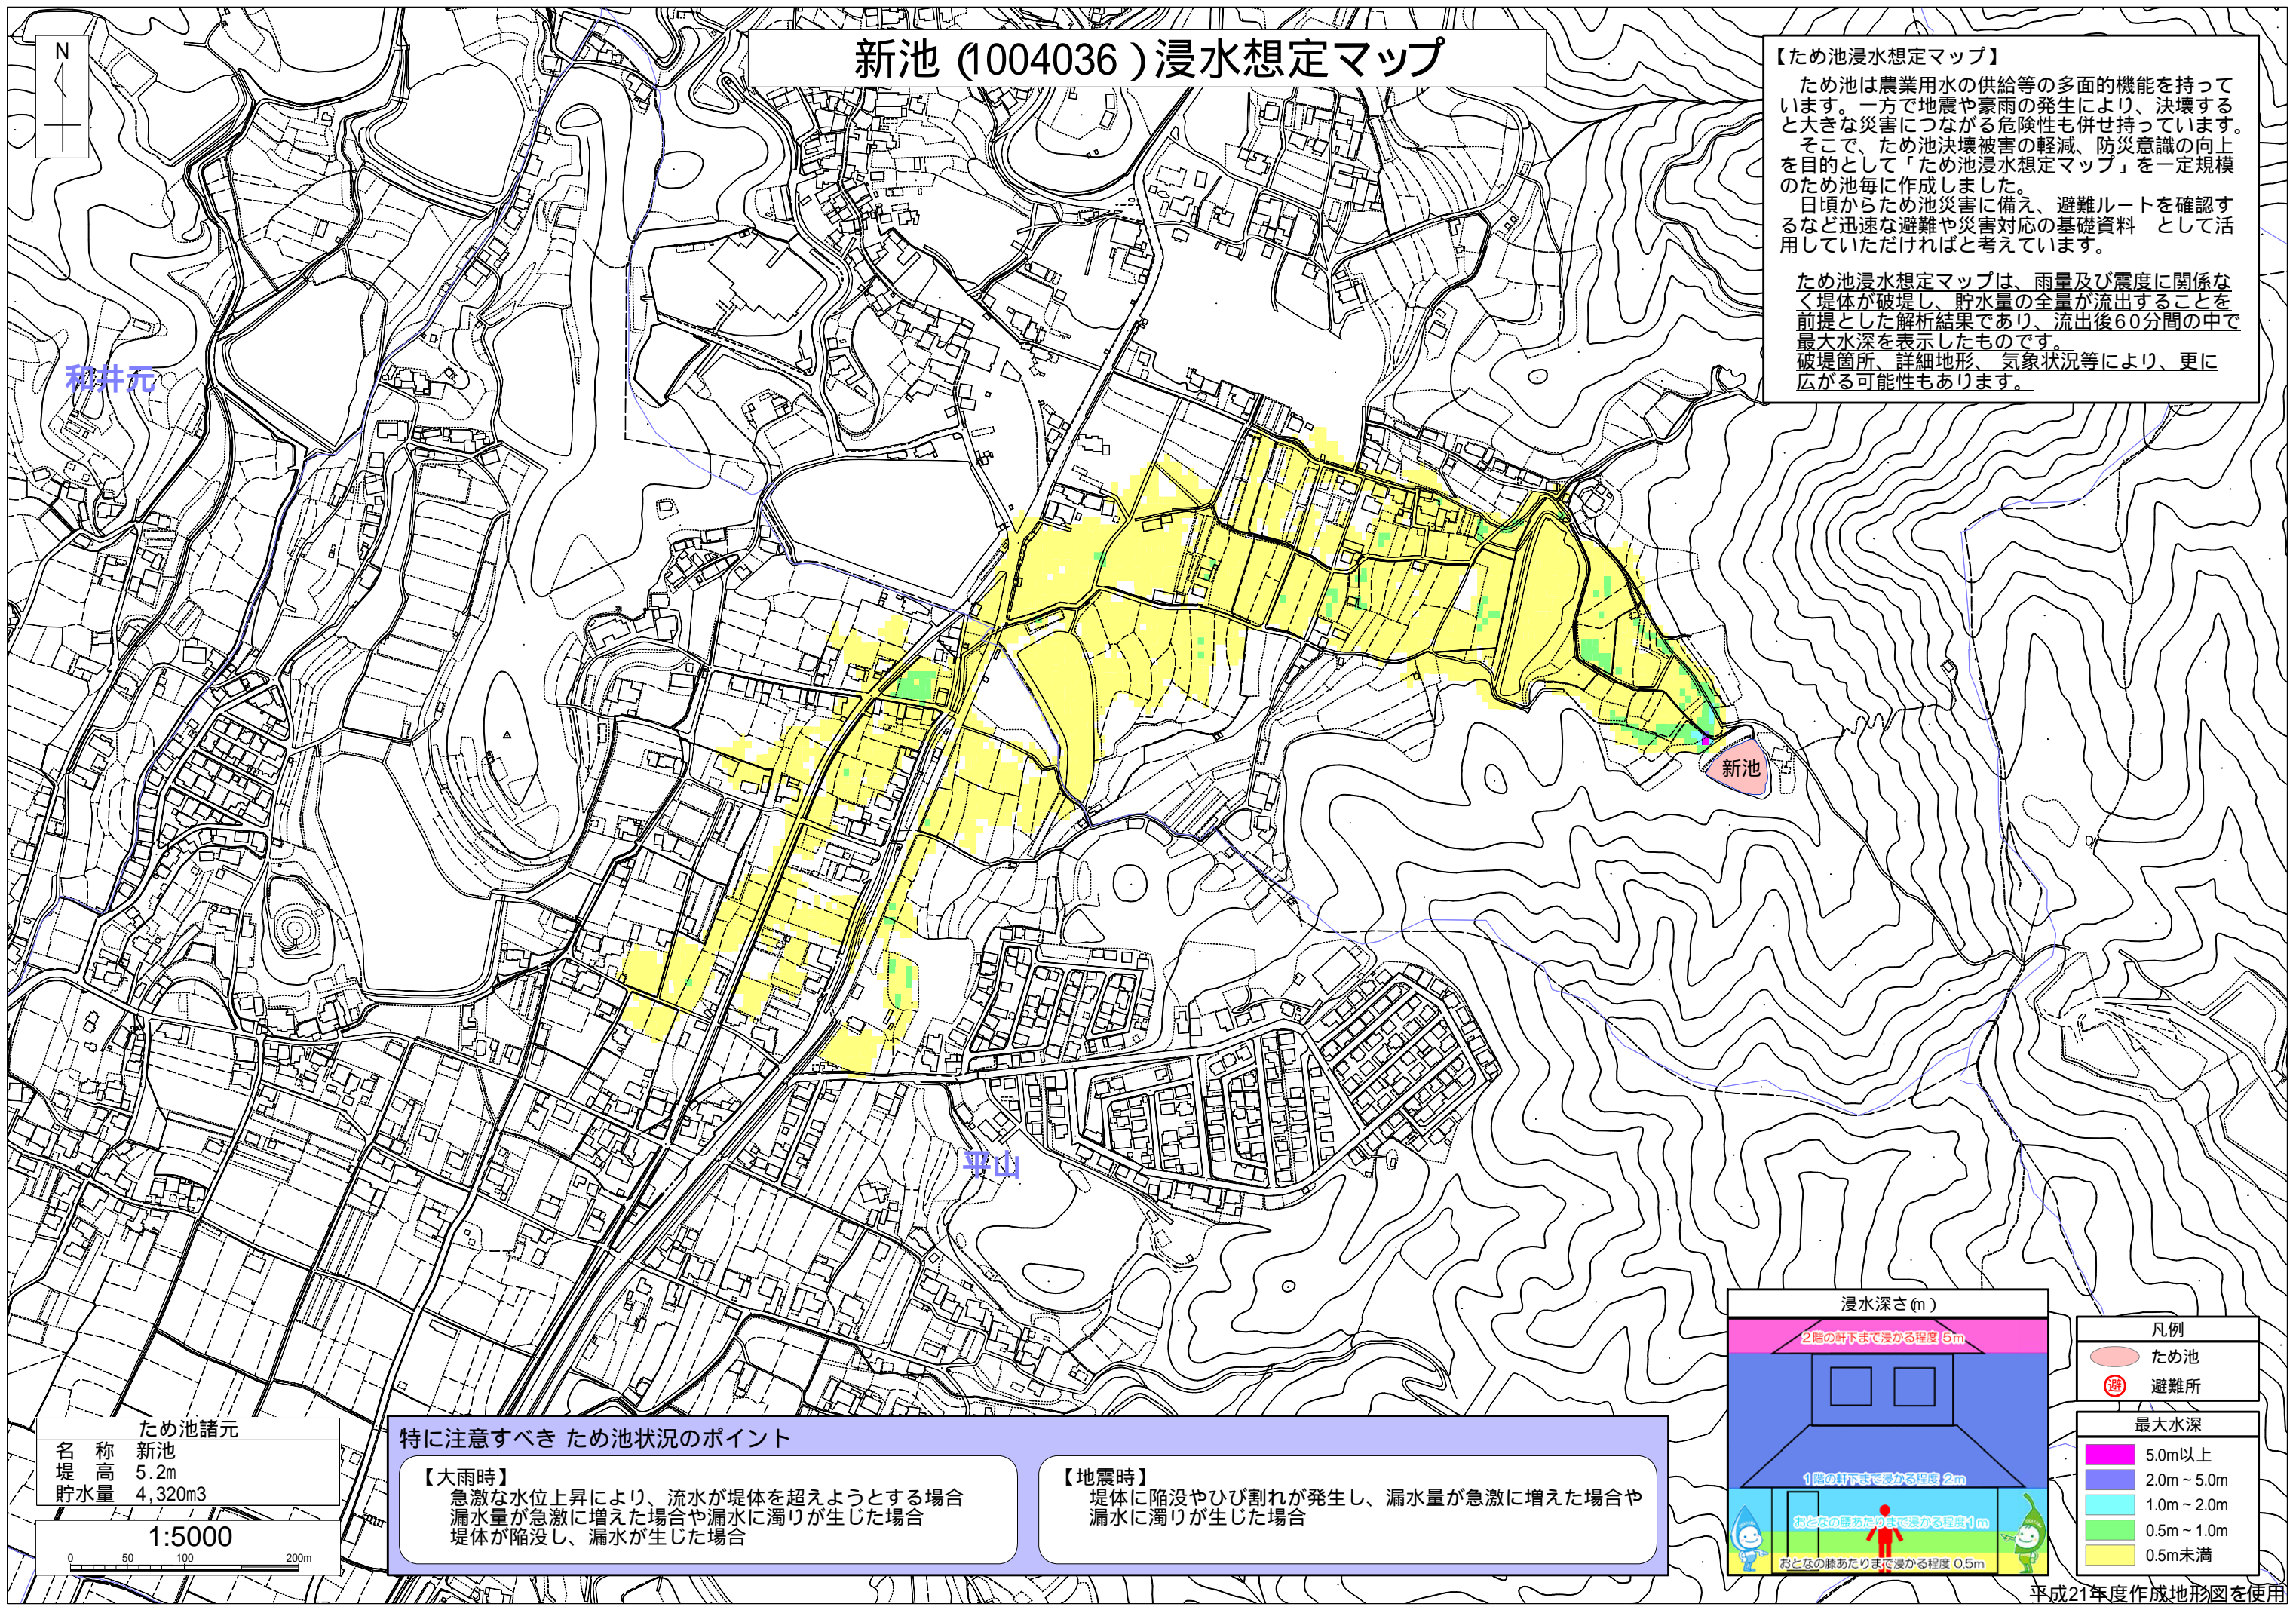 新池（1004036）浸水想定マップ
N
【ため池浸水想定マップ】
ため池は農業用水の供給等の多面的機能を持って
います。一方で地震や豪雨の発生により、決壊する
と大きな災害につながる危険性も併せ持っています。
そこで、ため池決壊被害の軽減、防災意識の向上
を目的として「ため池浸水想定マップ」を一定規模
のため池毎に作成しました。
日頃からため池災害に備え、避難ルートを確認す
るなど迅速な避難や災害対応の基礎資料　として活
用していただければと考えています。
ため池浸水想定マップは、雨量及び震度に関係な
く堤体が破堤し、貯水量の全量が流出することを
前提とした解析結果であり、流出後60分間の中で
最大水深を表示したものです。
破堤箇所、詳細地形、気象状況等により、更に
広がる可能性もあります。
和井元
新池
平山
ため池諸元
名　称　新池
堤　高　5.2m
貯水量　4,320m3
1:5000
0 50 100 200m
特に注意すべき ため池状況のポイント
【大雨時】
急激な水位上昇により、流水が堤体を超えようとする場合
漏水量が急激に増えた場合や漏水に濁りが生じた場合
堤体が陥没し、漏水が生じた場合
【地震時】
堤体に陥没やひび割れが発生し、漏水量が急激に増えた場合や
漏水に濁りが生じた場合
浸水深さ(m)
2階の軒下まで浸かる程度 5m
1階の軒下まで浸かる程度 2m
おとなの腰あたりまで浸かる程度 1m
おとなの膝あたりまで浸かる程度 0.5m
凡例
ため池
避 避難所
最大水深
5.0m以上
2.0m～5.0m
1.0m～2.0m
0.5m～1.0m
0.5m未満
平成21年度作成地形図を使用